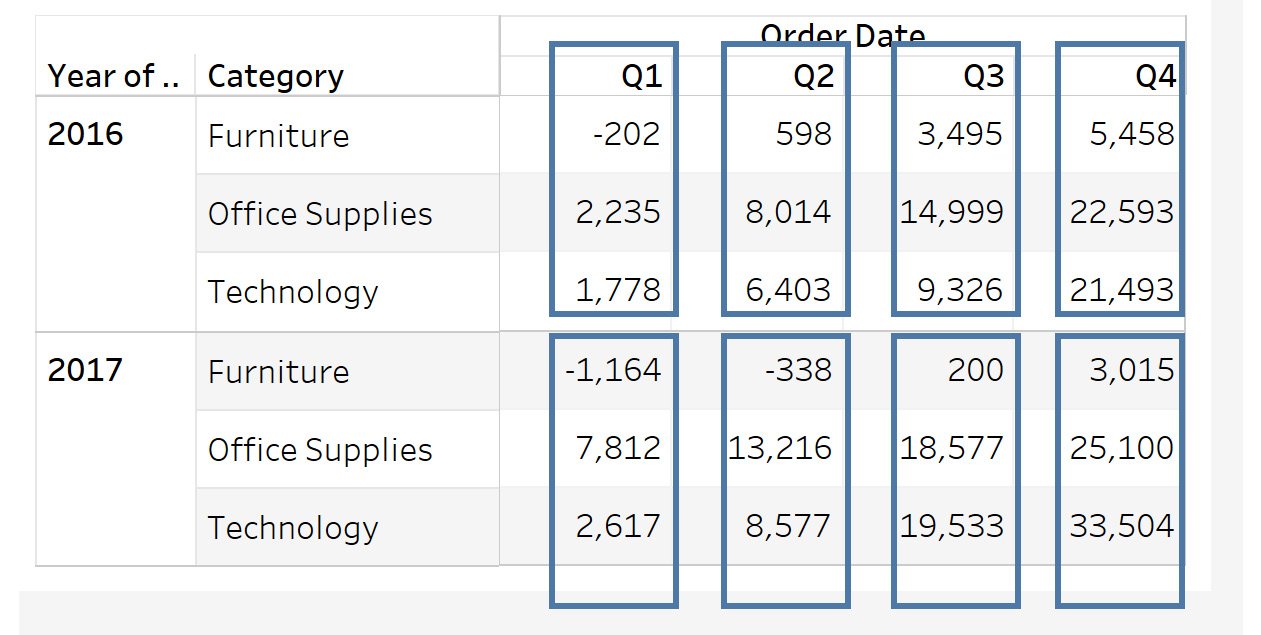 Order Date
Year of .. Category Q1 Q2 Q3 Q4
2016 Furniture -202 598 3,495 5,458
Office Supplies 2,235 8,014 14,999 22,593
Technology 1,778 6,403 9,326 21,493
2017 Furniture -1,164 -338 200 3,015
Office Supplies 7,812 13,216 18,577 25,100
Technology 2,617 8,577 19,533 33,504